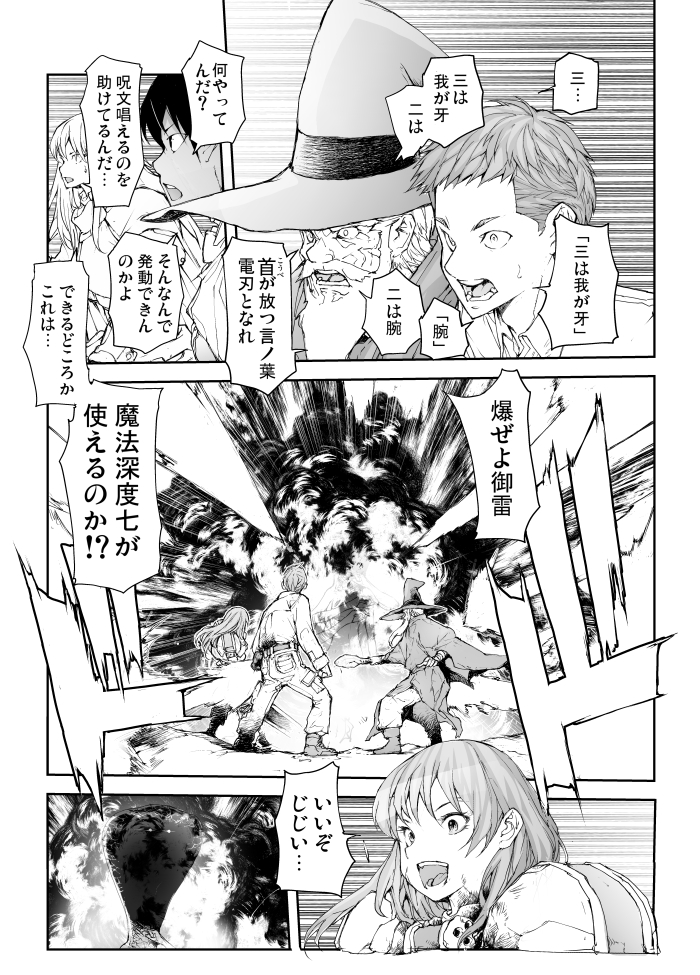 三…
三は
我が牙
二は
「三は我が牙」
「腕」
二は腕
首が放つ言ノ葉
こうべ
電刃となれ
何やって
んだ？
呪文唱えるのを
助けてるんだ…
そんなんで
発動できん
のかよ
できるどころか
これは…
爆ぜよ御雷
魔法深度七が
使えるのか!?
いいぞ
じじい…